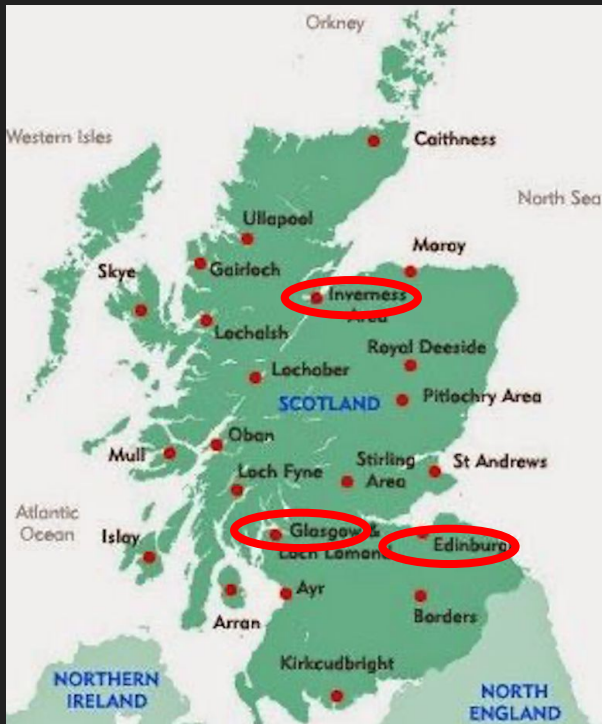 Orkney
Western Isles
Caithness
North Sea
Ullapool
Moray
Skye
Gairloch
Inverness
Area
Lochalsh
Royal Deeside
Lochaber
SCOTLAND
Pitlochry Area
Oban
Mull
Stirling
Area
St Andrews
Loch Fyne
Atlantic
Ocean
Islay
Glasgow &
Loch Lomond
Edinburg
Ayr
Arran
Borders
Kirkcudbright
NORTHERN
IRELAND
NORTH
ENGLAND